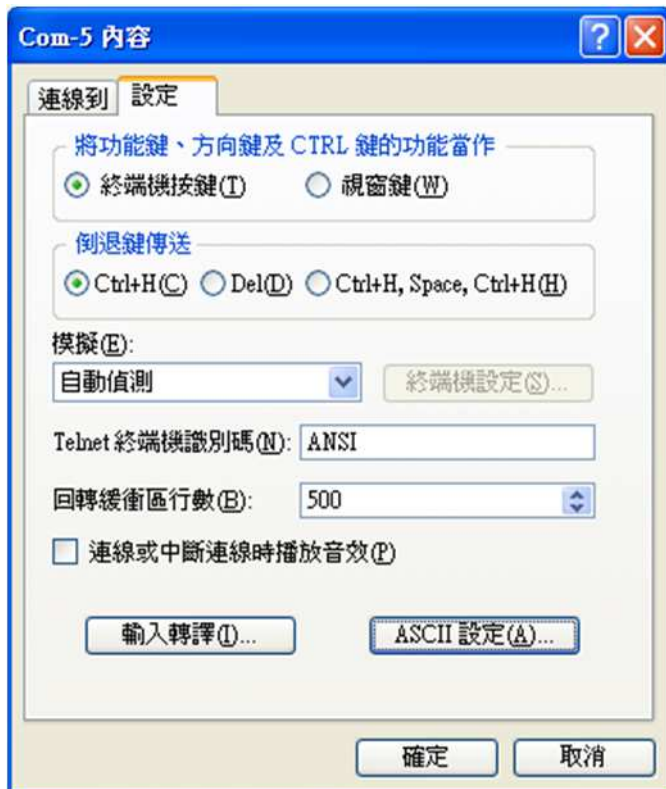 Com-5 內容
連線到 設定
將功能鍵、方向鍵及 CTRL 鍵的功能當作
終端機按鍵(T) 視窗鍵(W)
倒退鍵傳送
Ctrl+H(C) Del(D) Ctrl+H, Space, Ctrl+H(H)
模擬(E):
自動偵測 終端機設定(S)...
Telnet 終端機識別碼(N): ANSI
回轉緩衝區行數(B): 500
連線或中斷連線時播放音效(P)
輸入轉譯(I)... ASCII 設定(A)...
確定 取消